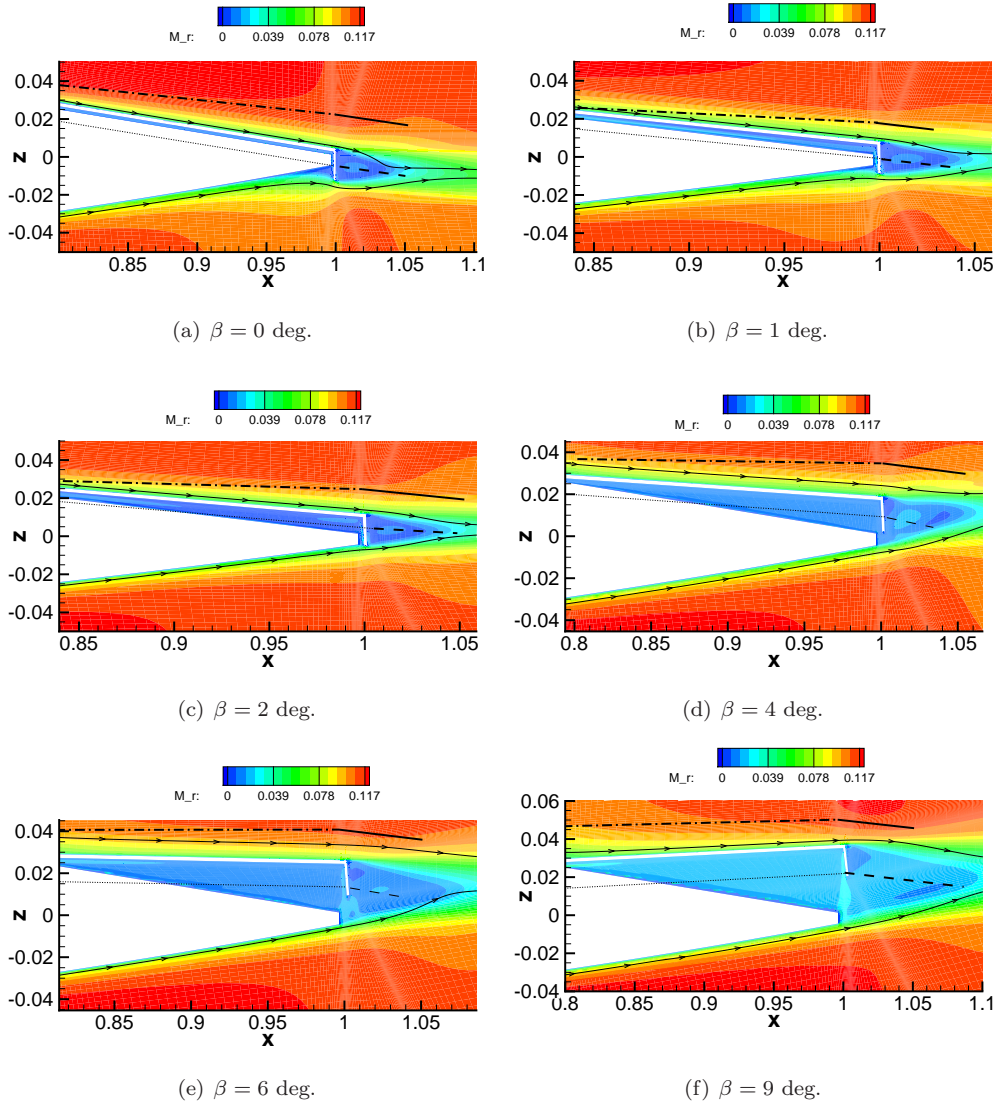 M_r: 0 0.039 0.078 0.117
M_r: 0 0.039 0.078 0.117
0.04
0.02
0
-0.02
-0.04
z
0.85 0.9 0.95 1 1.05 1.1
x
0.04
0.02
0
-0.02
-0.04
z
0.85 0.9 0.95 1 1.05
x
(a) β = 0 deg.
(b) β = 1 deg.
M_r: 0 0.039 0.078 0.117
M_r: 0 0.039 0.078 0.117
0.04
0.02
0
-0.02
-0.04
z
0.85 0.9 0.95 1 1.05
x
0.04
0.02
0
-0.02
-0.04
z
0.8 0.85 0.9 0.95 1 1.05
x
(c) β = 2 deg.
(d) β = 4 deg.
M_r: 0 0.039 0.078 0.117
M_r: 0 0.039 0.078 0.117
0.04
0.02
0
-0.02
-0.04
z
0.85 0.9 0.95 1 1.05
x
0.06
0.04
0.02
0
-0.02
-0.04
z
0.8 0.85 0.9 0.95 1 1.05 1.1
x
(e) β = 6 deg.
(f) β = 9 deg.